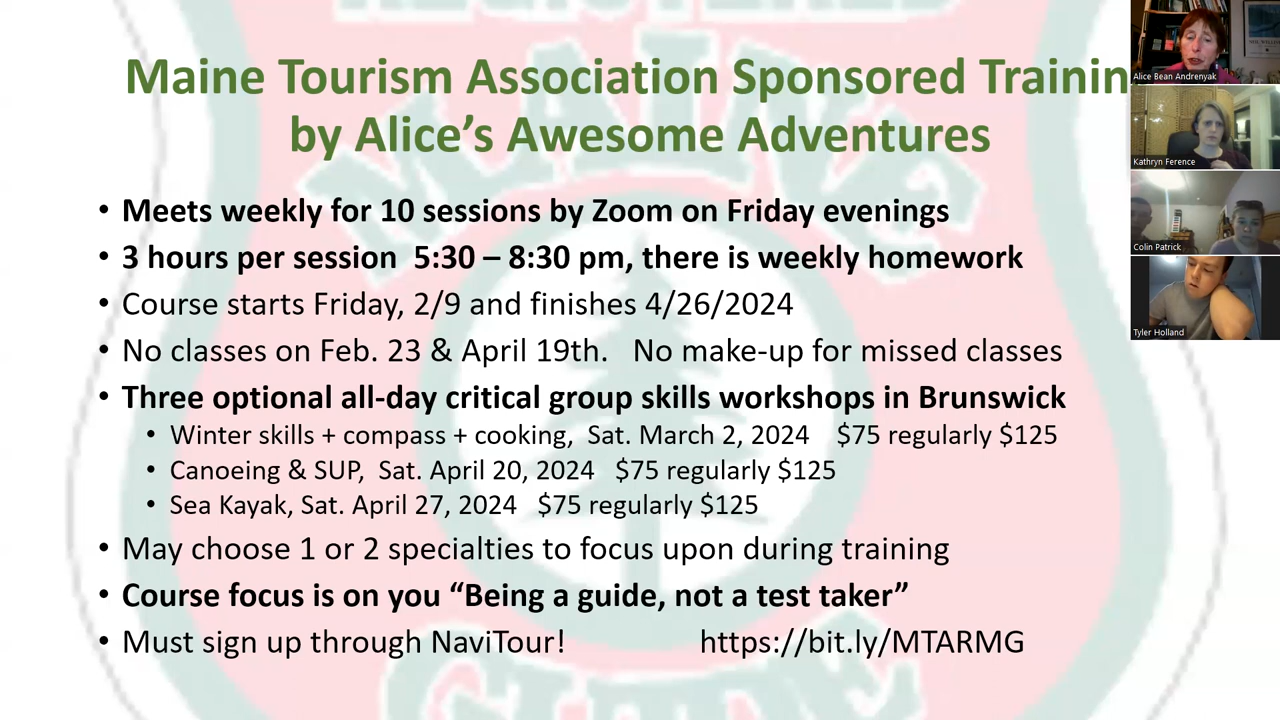 REGISTERED
MAINE
GUIDE
Maine Tourism Association Sponsored Trainin
by Alice’s Awesome Adventures
• Meets weekly for 10 sessions by Zoom on Friday evenings
• 3 hours per session 5:30 – 8:30 pm, there is weekly homework
• Course starts Friday, 2/9 and finishes 4/26/2024
• No classes on Feb. 23 & April 19th. No make-up for missed classes
• Three optional all-day critical group skills workshops in Brunswick
• Winter skills + compass + cooking, Sat. March 2, 2024 $75 regularly $125
• Canoeing & SUP, Sat. April 20, 2024 $75 regularly $125
• Sea Kayak, Sat. April 27, 2024 $75 regularly $125
• May choose 1 or 2 specialties to focus upon during training
• Course focus is on you “Being a guide, not a test taker”
• Must sign up through NaviTour! https://bit.ly/MTARMG
Alice Bean Andrenyak
Kathryn Ference
Colin Patrick
Tyler Holland